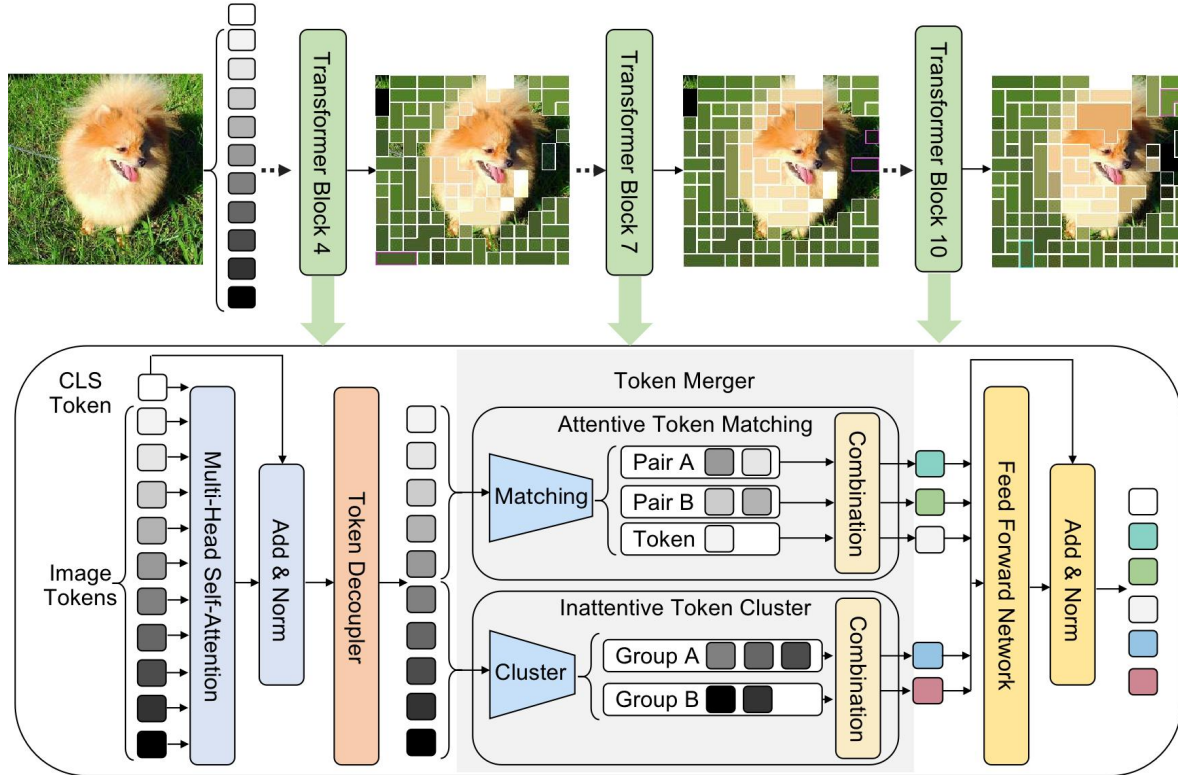 Transformer Block 4
Transformer Block 7
Transformer Block 10
CLS
Token
Image
Tokens
Multi-Head Self-Attention
Add & Norm
Token Decoupler
Token Merger
Attentive Token Matching
Matching
Pair A
Pair B
Token
Combination
Inattentive Token Cluster
Cluster
Group A
Group B
Combination
Feed Forward Network
Add & Norm